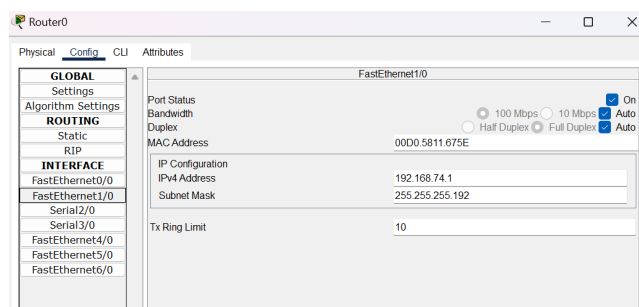 Router0
Physical Config CLI Attributes
GLOBAL
Settings
Algorithm Settings
ROUTING
Static
RIP
INTERFACE
FastEthernet0/0
FastEthernet1/0
Serial2/0
Serial3/0
FastEthernet4/0
FastEthernet5/0
FastEthernet6/0
FastEthernet1/0
Port Status On
Bandwidth 100 Mbps 10 Mbps Auto
Duplex Half Duplex Full Duplex Auto
MAC Address 00D0.5811.675E
IP Configuration
IPv4 Address 192.168.74.1
Subnet Mask 255.255.255.192
Tx Ring Limit 10